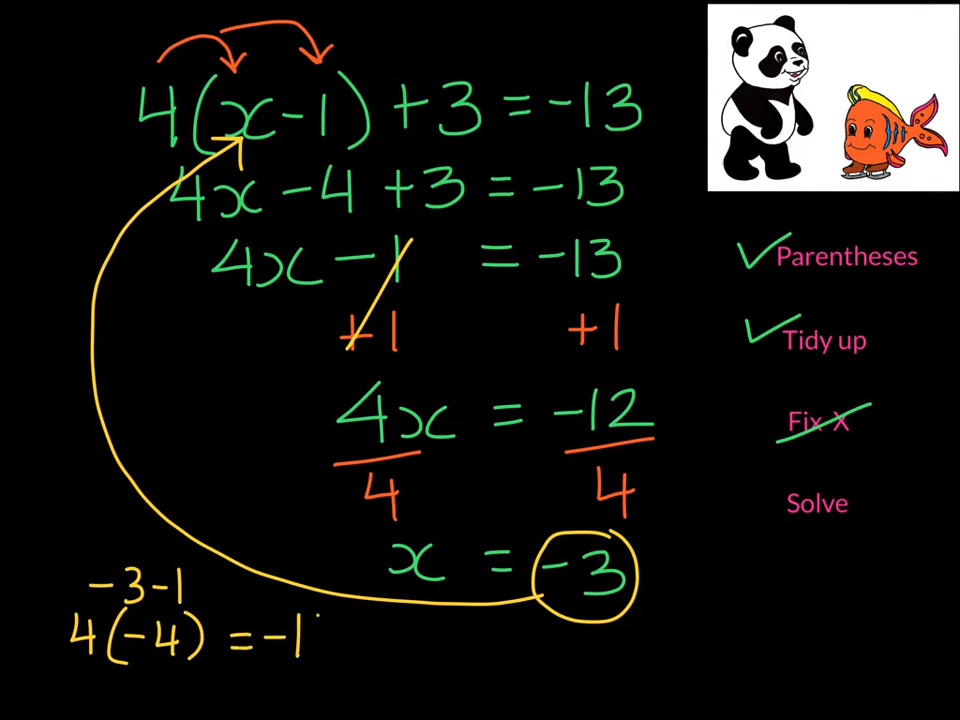 4(x-1) +3 = -13
4x -4 +3 = -13
4x -1 = -13
+1 +1
4x = -12
4 4
x = -3
-3-1
4(-4) = -1
Parentheses
Tidy up
Fix X
Solve